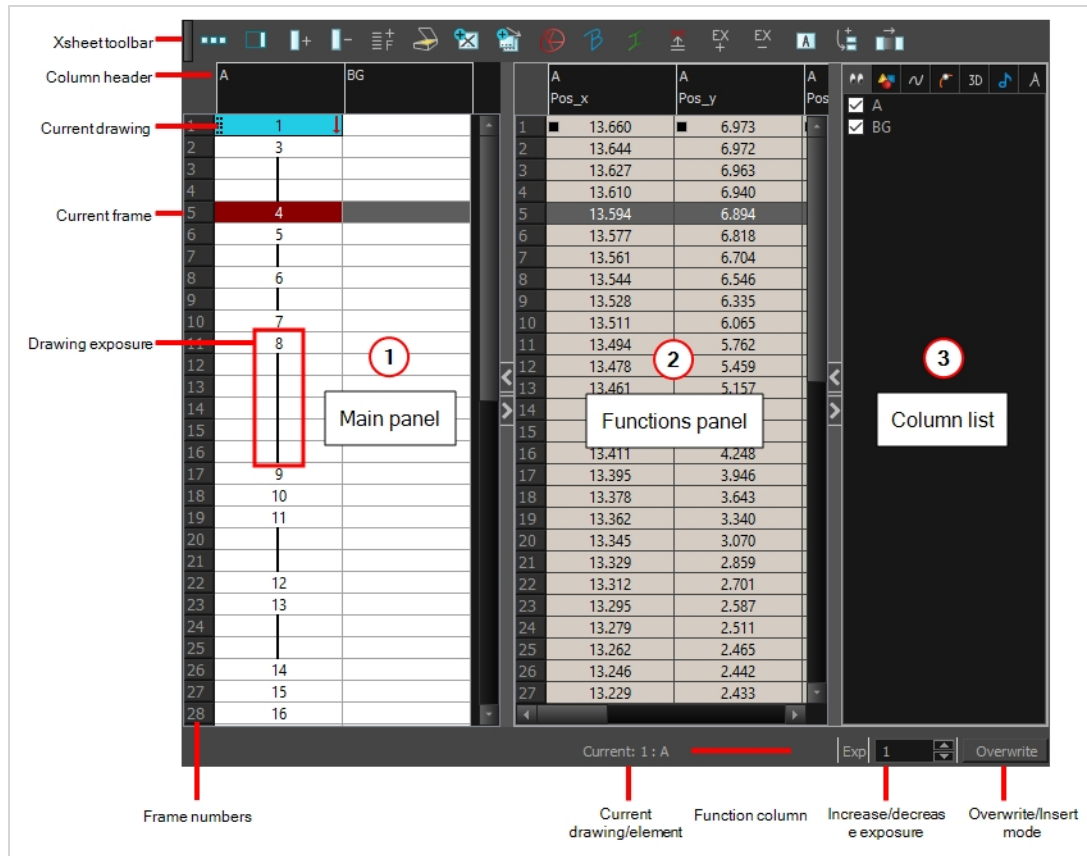 Xsheet toolbar
EX
+
EX
-
A
Column header
A
BG
A
Pos_x
A
Pos_y
A
Pos
3D
A
A
BG
Current drawing
1 1
2 3
3
4
Current frame
5 4
6 5
7
8 6
9
10 7
Drawing exposure
11 8
12
13
14
15
16
17 9
18 10
19 11
20
21
22 12
23 13
24
25
26 14
27 15
28 16
1
Main panel
1 13.660 6.973
2 13.644 6.972
3 13.627 6.963
4 13.610 6.940
5 13.594 6.894
6 13.577 6.818
7 13.561 6.704
8 13.544 6.546
9 13.528 6.335
10 13.511 6.065
11 13.494 5.762
12 13.478 5.459
13 13.461 5.157
14
15
16 13.411 4.248
17 13.395 3.946
18 13.378 3.643
19 13.362 3.340
20 13.345 3.070
21 13.329 2.859
22 13.312 2.701
23 13.295 2.587
24 13.279 2.511
25 13.262 2.465
26 13.246 2.442
27 13.229 2.433
2
Functions panel
3
Column list
Current: 1 : A
Exp 1
Overwrite
Frame numbers
Current
drawing/element
Function column
Increase/decreas
e exposure
Overwrite/Insert
mode